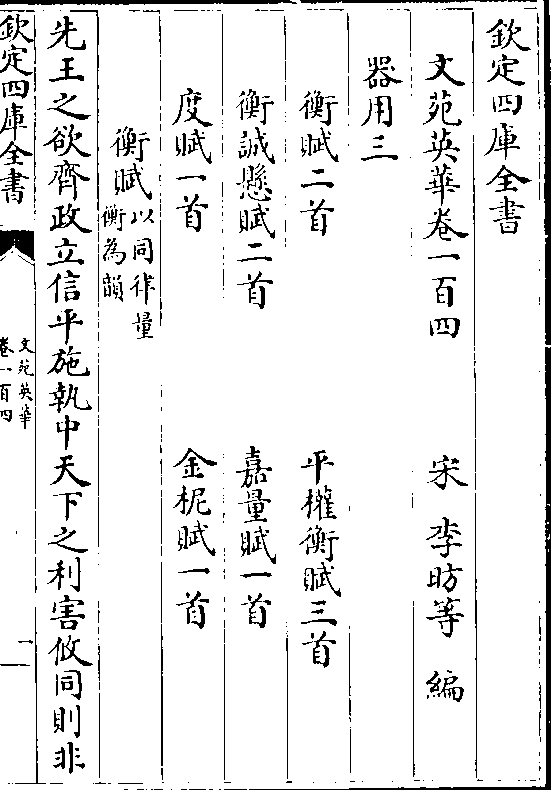 欽定四庫全書
文苑英華卷一百四　宋　李昉等　編
器用三
衡賦二首　平權衡賦三首
衡誠懸賦二首　嘉量賦一首
度賦一首　金柅賦一首
衡賦以同律量衡為韻
先王之欲齊政立信平施執中天下之利害攸同則非
欽定四庫全書
文苑英華
卷一百四
一